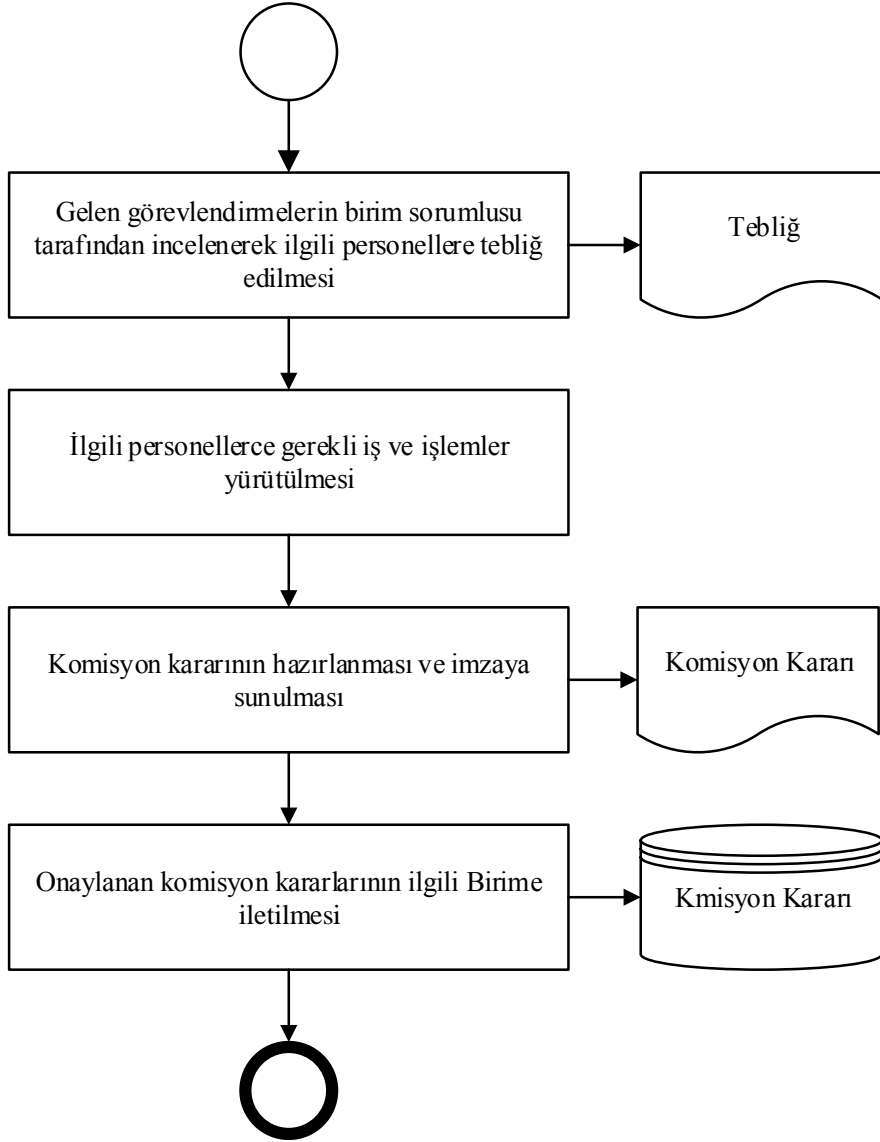 Gelen görevlendirmelerin birim sorumlusu
tarafından incelenerek ilgili personellere tebliğ
edilmesi
Tebliğ
İlgili personellerce gerekli iş ve işlemler
yürütülmesi
Komisyon kararının hazırlanması ve imzaya
sunulması
Komisyon Kararı
Onaylanan komisyon kararlarının ilgili Birime
iletilmesi
Kmisyon Kararı